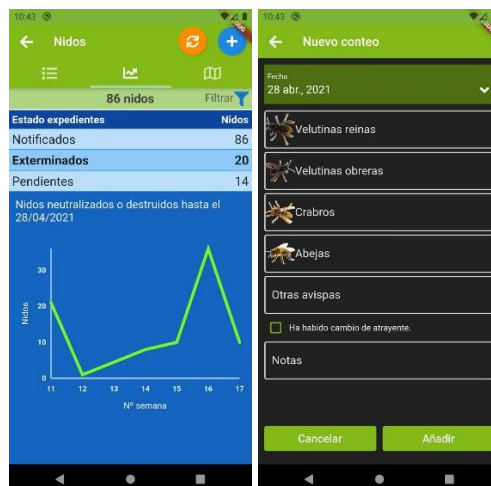 10:43
Nidos
86 nidos
Filtrar
Estado expedientes Nidos
Notificados 86
Exterminados 20
Pendientes 14
Nidos neutralizados o destruidos hasta el
28/04/2021
30
20
10
0
Nidos
11 12 13 14 15 16 17
Nº semana
10:43
Nuevo conteo
Fecha
28 abr., 2021
Velutinas reinas
Velutinas obreras
Crabros
Abejas
Otras avispas
Ha habido cambio de atrayente.
Notas
Cancelar Añadir